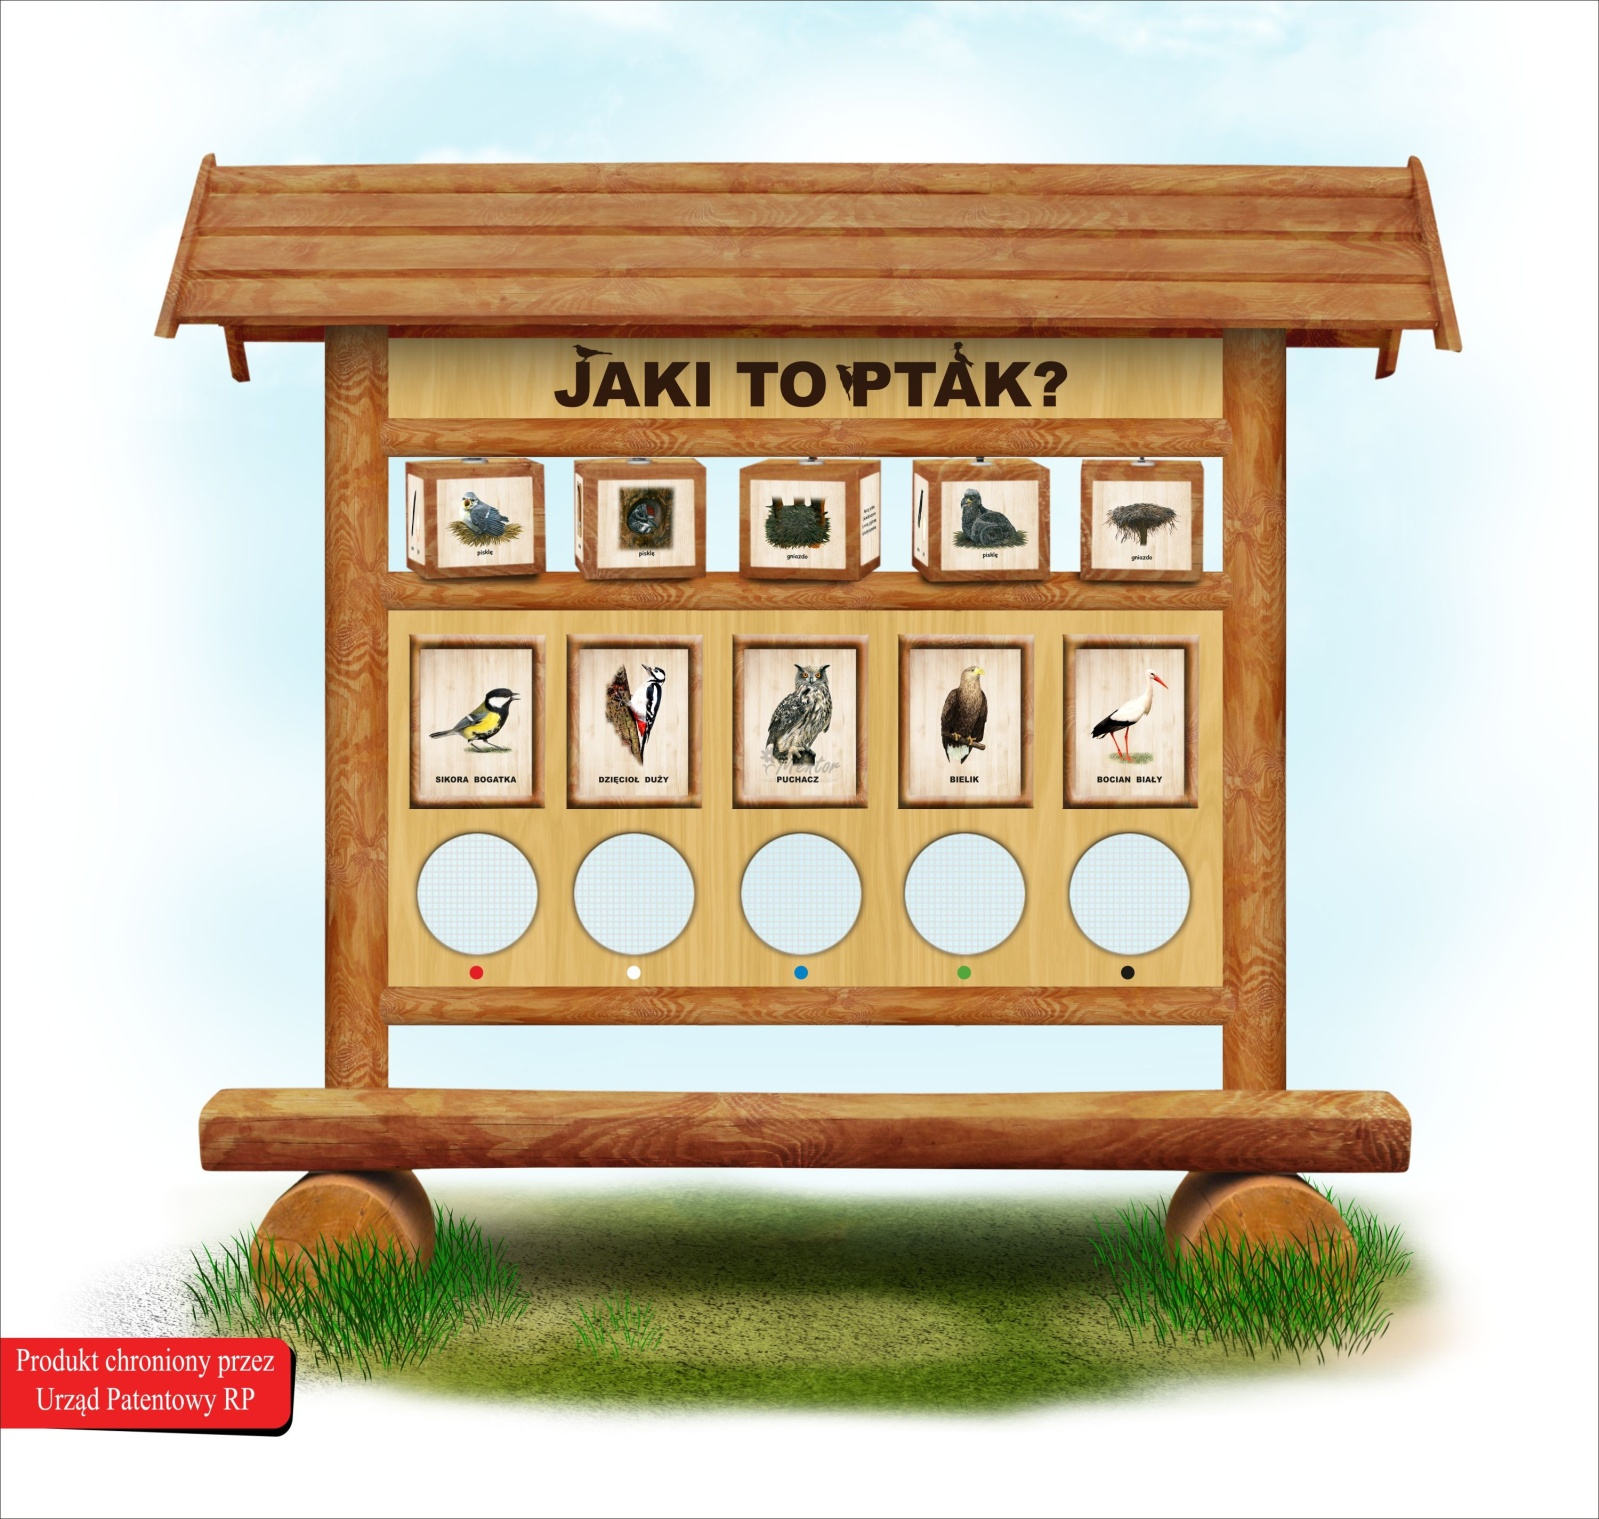 JAKI TO PTAK?
pisklę
pisklę
gniazdo
pisklę
gniazdo
SIKORA BOGATKA
DZIĘCIOŁ DUŻY
PUCHACZ
BIELIK
BOCIAN BIAŁY
Mentor
Produkt chroniony przez
Urząd Patentowy RP